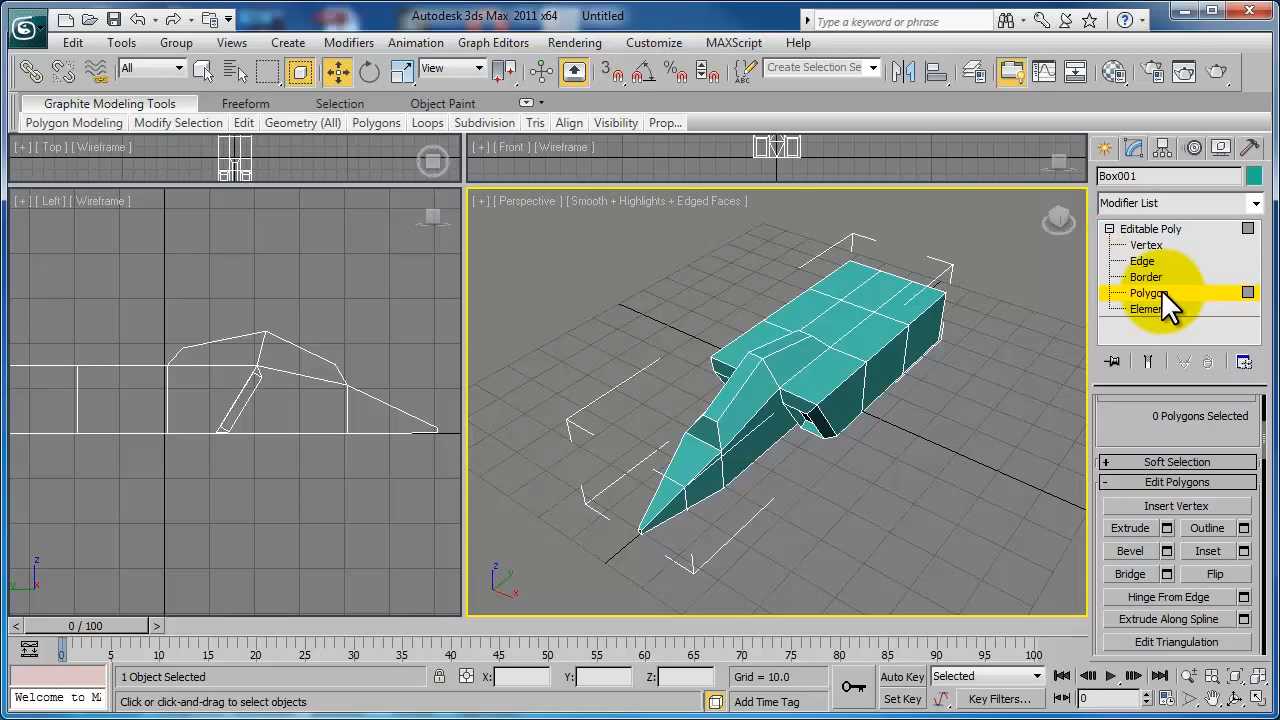 Autodesk 3ds Max 2011 x64 Untitled
Type a keyword or phrase
Edit Tools Group Views Create Modifiers Animation Graph Editors Rendering Customize MAXScript Help
All View 3 Create Selection Se
Graphite Modeling Tools Freeform Selection Object Paint
Polygon Modeling Modify Selection Edit Geometry (All) Polygons Loops Subdivision Tris Align Visibility Prop...
[ + ] [ Top ] [ Wireframe ]
[ + ] [ Front ] [ Wireframe ]
[ + ] [ Left ] [ Wireframe ]
[ + ] [ Perspective ] [ Smooth + Highlights + Edged Faces ]
z
y x
z
y
x
Box001
Modifier List
Editable Poly
Vertex
Edge
Border
Polygon
Elemen
0 Polygons Selected
+ Soft Selection
- Edit Polygons
Insert Vertex
Extrude Outline
Bevel Inset
Bridge Flip
Hinge From Edge
Extrude Along Spline
Edit Triangulation
< 0 / 100 >
0 5 10 15 20 25 30 35 40 45 50 55 60 65 70 75 80 85 90 95 100
1 Object Selected X: Y: Z: Grid = 10.0 Auto Key Selected
Welcome to M Click or click-and-drag to select objects Add Time Tag Set Key Key Filters... 0